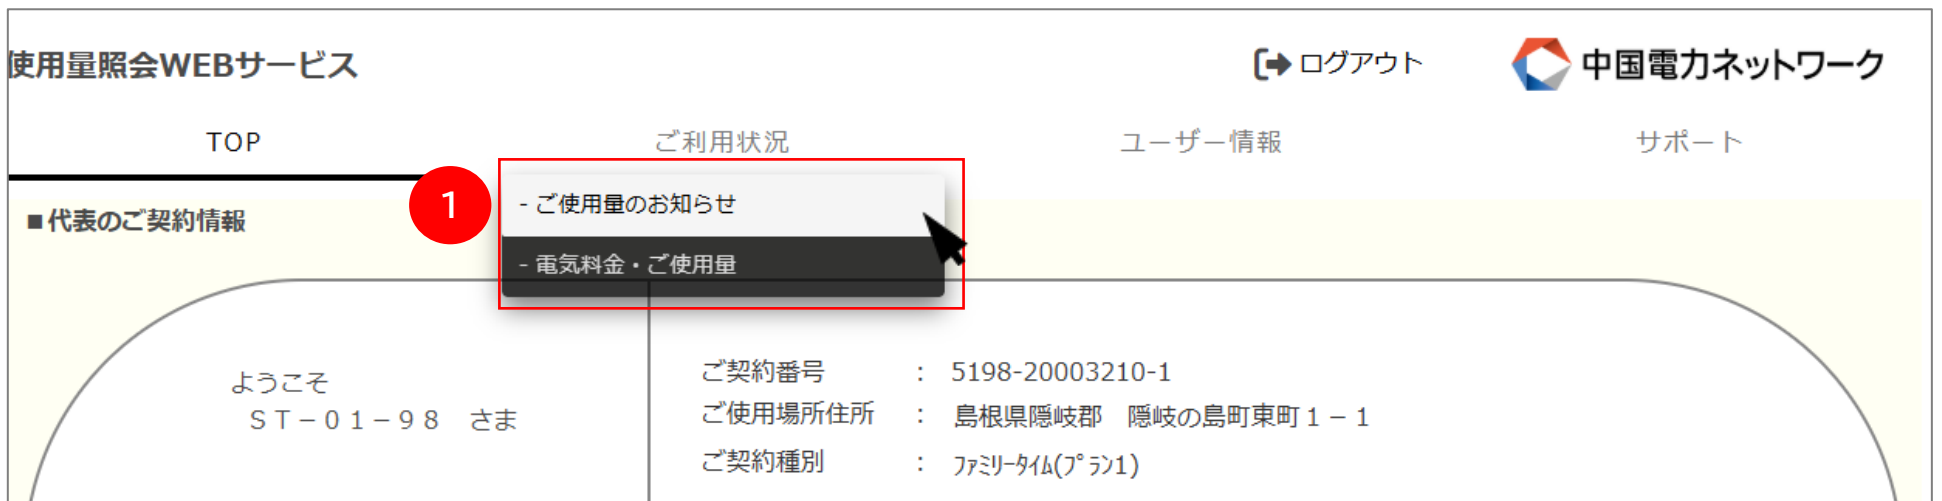 使用量照会WEBサービス
ログアウト
中国電力ネットワーク
TOP
ご利用状況
ユーザー情報
サポート
1
- ご使用量のお知らせ
- 電気料金・ご使用量
■代表のご契約情報
ようこそ
ＳＴ－０１－９８　さま
ご契約番号　：　5198-20003210-1
ご使用場所住所　：　島根県隠岐郡　隠岐の島町東町１－１
ご契約種別　：　ﾌｧﾐﾘｰﾀｲﾑ(ﾌﾟﾗﾝ1)